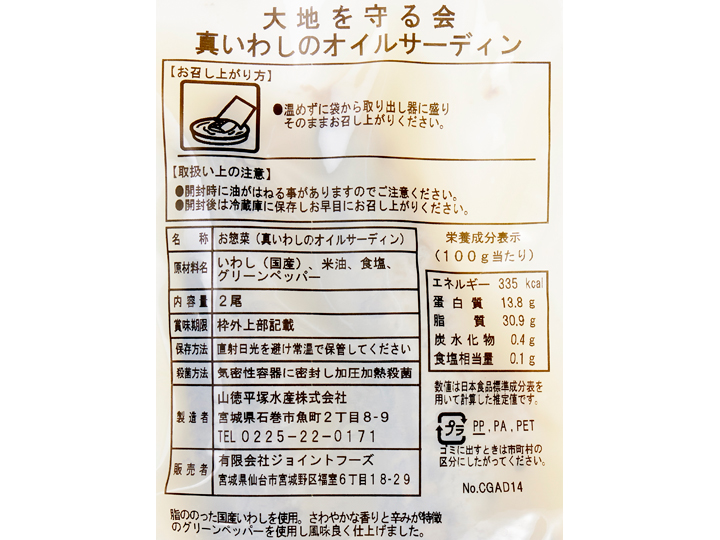 大地を守る会
真いわしのオイルサーディン
【お召し上がり方】
●温めずに袋から取り出し器に盛り
そのままお召し上がりください。
【取扱い上の注意】
●開封時に油がはねる事がありますのでご注意ください。
●開封後は冷蔵庫に保存しお早目にお召し上がりください。
名称 お惣菜（真いわしのオイルサーディン）
原材料名 いわし（国産）、米油、食塩、
グリーンペッパー
内容量 2尾
賞味期限 枠外上部記載
保存方法 直射日光を避け常温で保管してください
殺菌方法 気密性容器に密封し加圧加熱殺菌
製造者 山徳平塚水産株式会社
宮城県石巻市魚町2丁目8-9
TEL 0225-22-0171
販売者 有限会社ジョイントフーズ
宮城県仙台市宮城野区福室6丁目18-29
栄養成分表示
（100g当たり）
エネルギー 335 kcal
蛋白質 13.8 g
脂質 30.9 g
炭水化物 0.4 g
食塩相当量 0.1 g
数値は日本食品標準成分表を
用いて計算した推定値です。
プラ PP,PA,PET
ゴミに出すときは市町村の
区分にしたがってください。
No.CGAD14
脂ののった国産いわしを使用。さわやかな香りと辛みが特徴
のグリーンペッパーを使用し風味良く仕上げました。